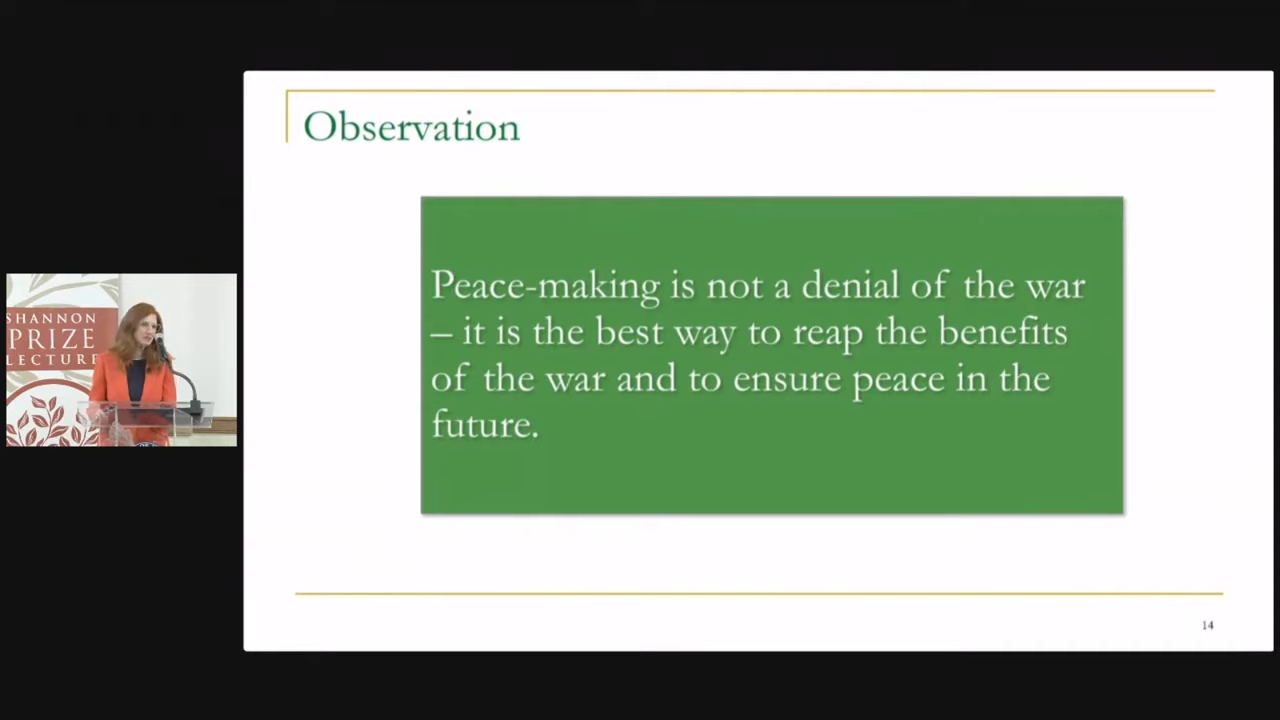 Observation
Peace-making is not a denial of the war
– it is the best way to reap the benefits
of the war and to ensure peace in the
future.
14
SHANNON
PRIZE
LECTURE